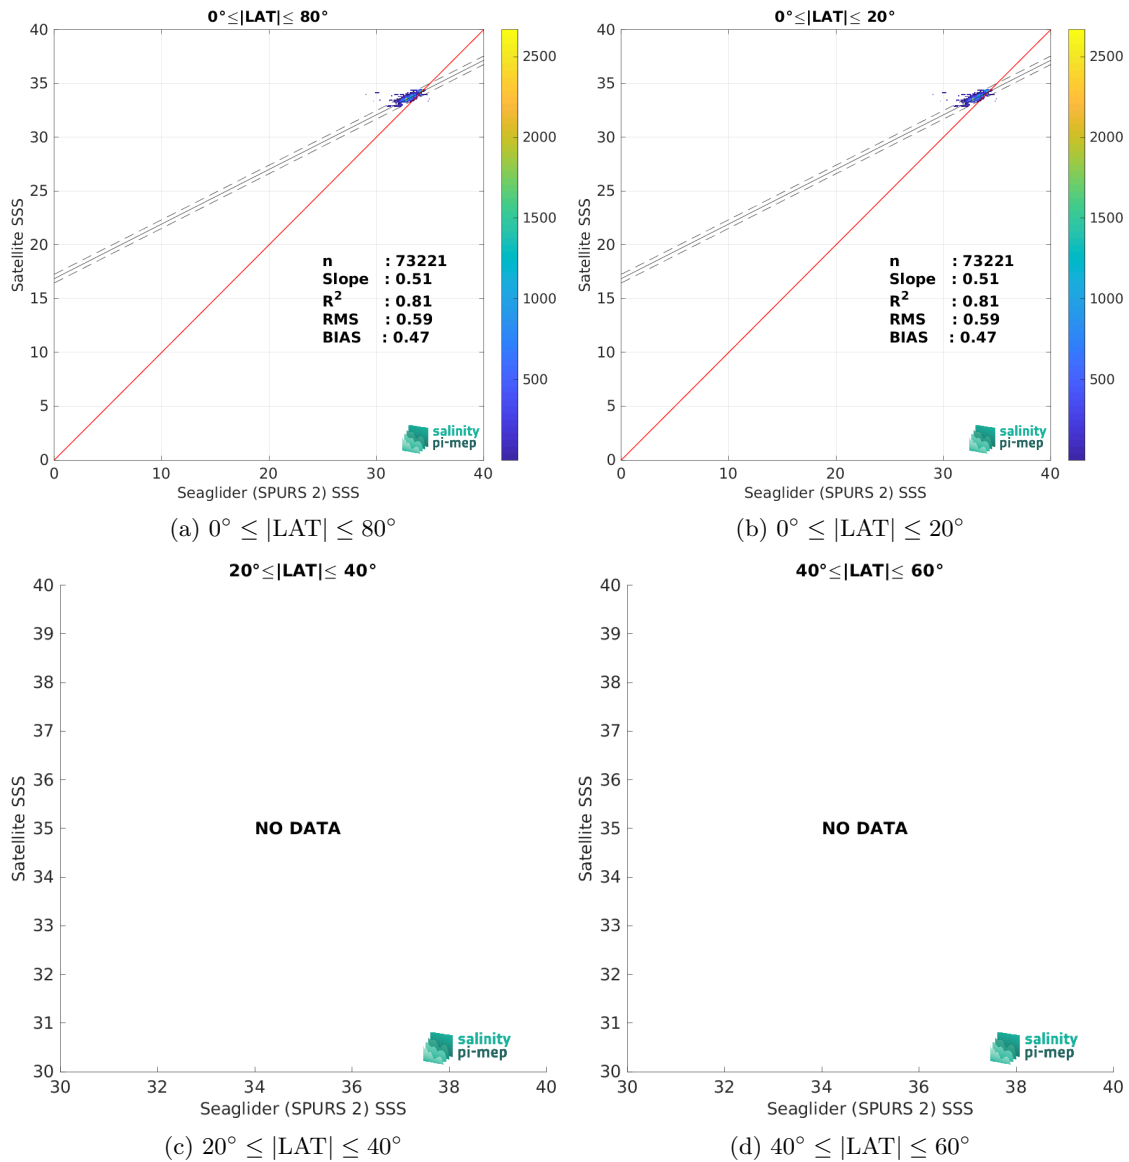 0°≤|LAT|≤ 80°
40
35
30
25
20
15
10
5
0
Satellite SSS
n : 73221
Slope : 0.51
R² : 0.81
RMS : 0.59
BIAS : 0.47
salinity
pi-mep
0 10 20 30 40
Seaglider (SPURS 2) SSS
2500
2000
1500
1000
500
(a) 0° ≤ |LAT| ≤ 80°
0°≤|LAT|≤ 20°
40
35
30
25
20
15
10
5
0
Satellite SSS
n : 73221
Slope : 0.51
R² : 0.81
RMS : 0.59
BIAS : 0.47
salinity
pi-mep
0 10 20 30 40
Seaglider (SPURS 2) SSS
2500
2000
1500
1000
500
(b) 0° ≤ |LAT| ≤ 20°
20°≤|LAT|≤ 40°
40
39
38
37
36
35
34
33
32
31
30
Satellite SSS
NO DATA
salinity
pi-mep
30 32 34 36 38 40
Seaglider (SPURS 2) SSS
(c) 20° ≤ |LAT| ≤ 40°
40°≤|LAT|≤ 60°
40
39
38
37
36
35
34
33
32
31
30
Satellite SSS
NO DATA
salinity
pi-mep
30 32 34 36 38 40
Seaglider (SPURS 2) SSS
(d) 40° ≤ |LAT| ≤ 60°